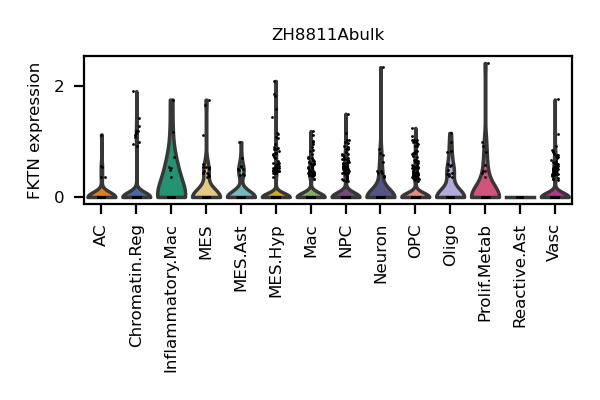 ZH8811Abulk
FKTN expression
2
0
AC
Chromatin.Reg
Inflammatory.Mac
MES
MES.Ast
MES.Hyp
Mac
NPC
Neuron
OPC
Oligo
Prolif.Metab
Reactive.Ast
Vasc